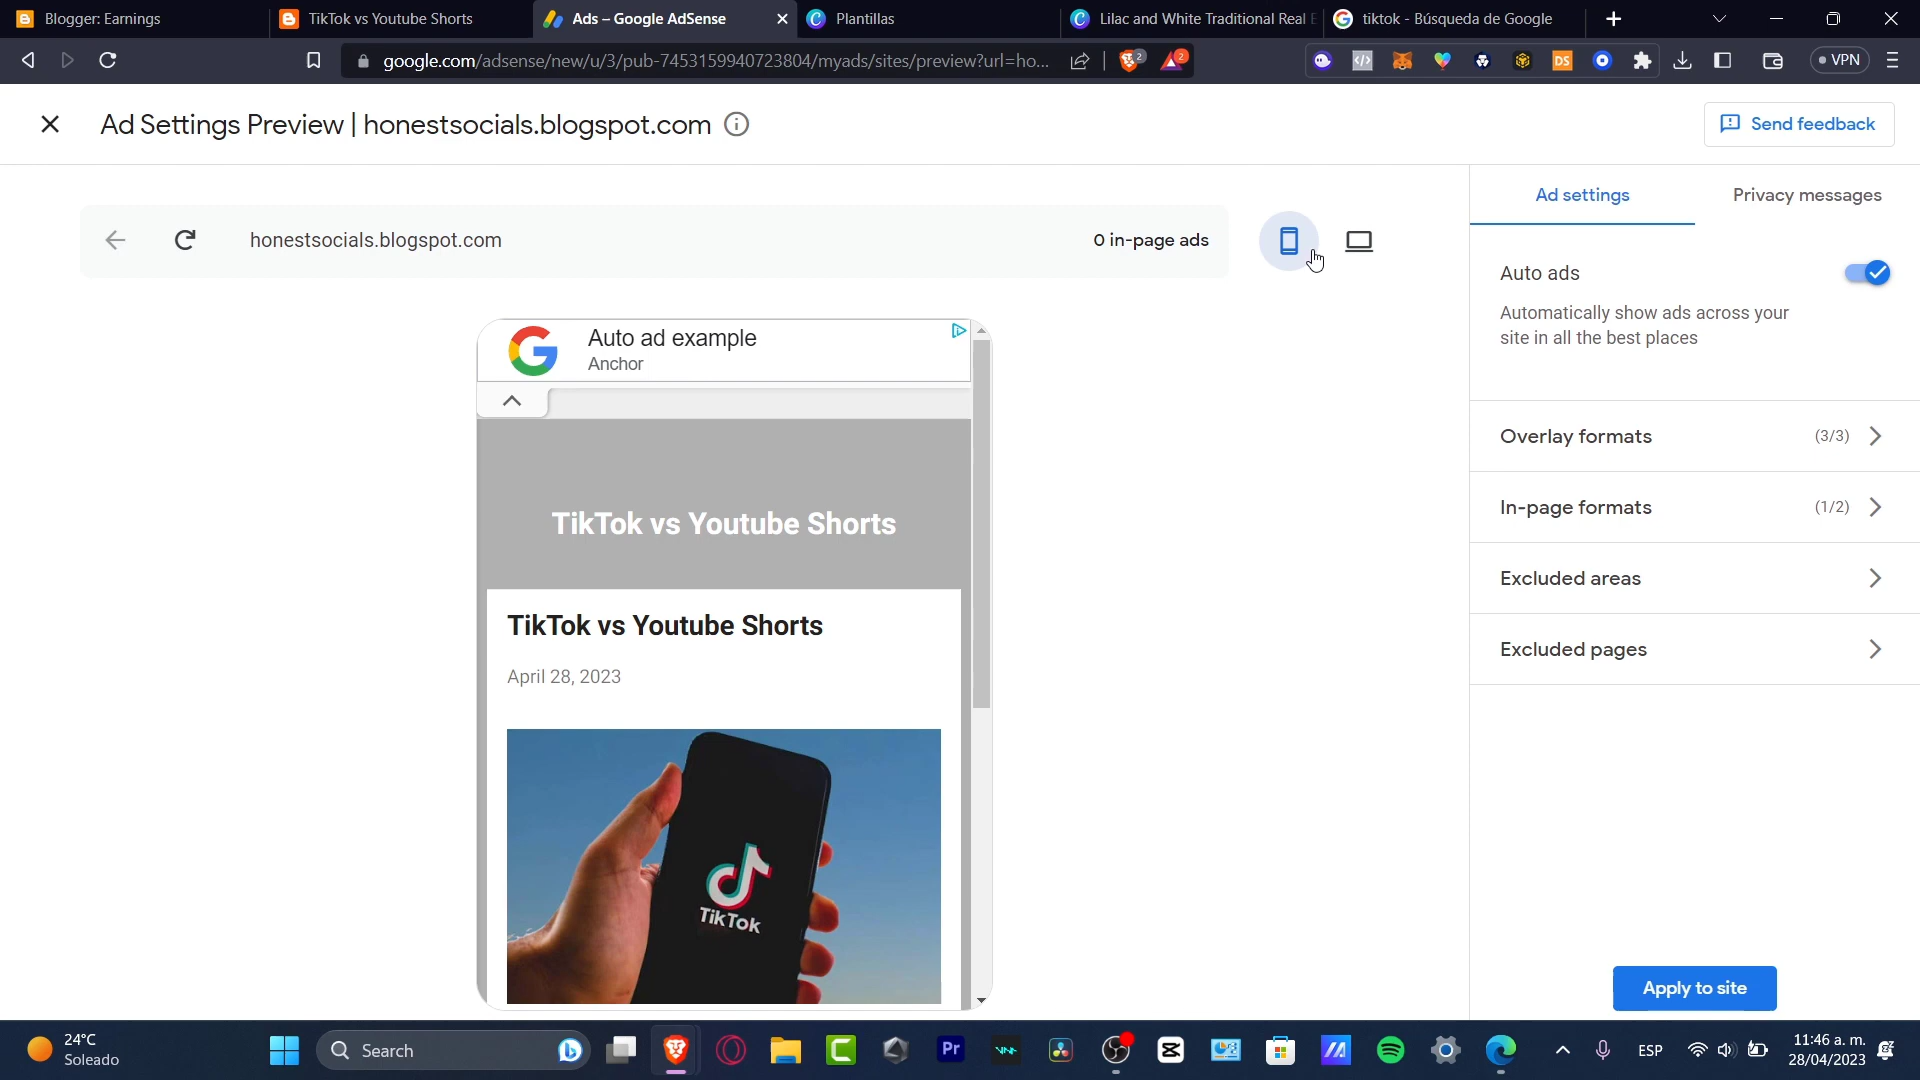 Blogger: Earnings
TikTok vs Youtube Shorts
Ads – Google AdSense
Plantillas
Lilac and White Traditional Real E
tiktok - Búsqueda de Google
google.com/adsense/new/u/3/pub-7453159940723804/myads/sites/preview?url=ho...
2
2
DS
VPN
Ad Settings Preview | honestsocials.blogspot.com
Send feedback
honestsocials.blogspot.com
0 in-page ads
Ad settings
Privacy messages
Auto ads
Automatically show ads across your
site in all the best places
Overlay formats
(3/3)
In-page formats
(1/2)
Excluded areas
Excluded pages
Apply to site
Auto ad example
Anchor
TikTok vs Youtube Shorts
TikTok vs Youtube Shorts
April 28, 2023
TikTok
24°C
Soleado
Search
Pr
ESP
11:46 a. m.
28/04/2023